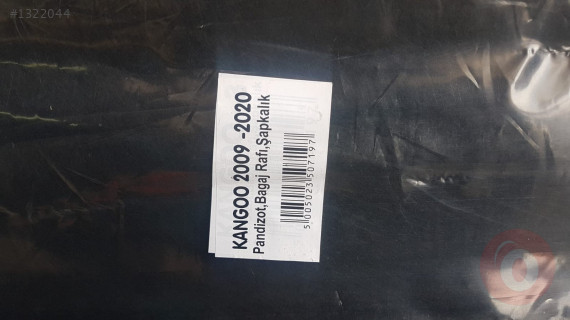 #1322044
KANGOO 2009 -2020
Pandizot,Bagaj Rafı,Şapkalık
5 005023 507197